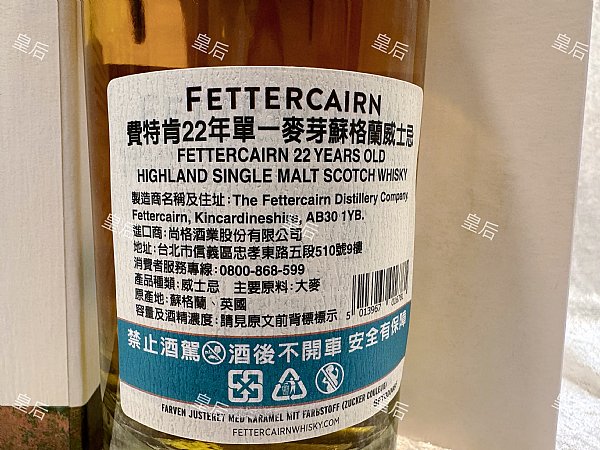 FETTERCAIRN
費特肯22年單一麥芽蘇格蘭威士忌
FETTERCAIRN 22 YEARS OLD
HIGHLAND SINGLE MALT SCOTCH WHISKY
製造商名稱及住址: The Fettercairn Distillery Company,
Fettercairn, Kincardineshire, AB30 1YB.
進口商: 尚格酒業股份有限公司
地址: 台北市信義區忠孝東路五段510號9樓
消費者服務專線: 0800-868-599
產品種類: 威士忌 主要原料: 大麥
原產地: 蘇格蘭、英國
容量及酒精濃度: 請見原文前背標標示
5 013967
禁止酒駕 酒後不開車 安全有保障
FARVEN JUSTERET MED KARAMEL MIT FARBSTOFF (ZUCKER COULEUR)
FETTERCAIRNWHISKY.COM
皇后
皇后
皇后
皇后
皇后
皇后
皇后
皇后
皇后